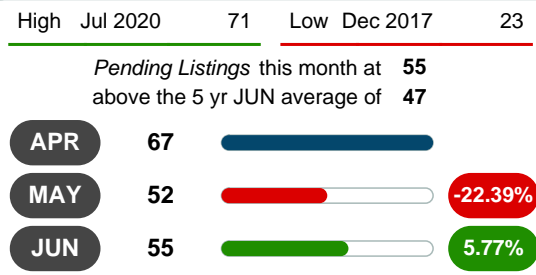 High Jul 2020 71 Low Dec 2017 23
Pending Listings this month at 55
above the 5 yr JUN average of 47
APR 67
MAY 52 -22.39%
JUN 55 5.77%